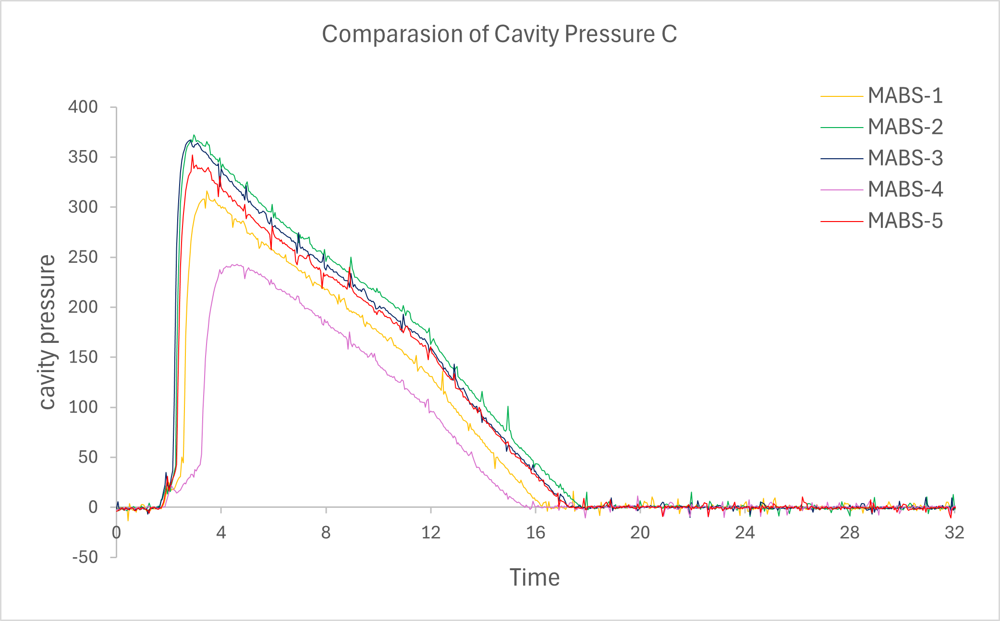 Comparasion of Cavity Pressure C
MABS-1
MABS-2
MABS-3
MABS-4
MABS-5
cavity pressure
400
350
300
250
200
150
100
50
0
-50
0 4 8 12 16 20 24 28 32
Time